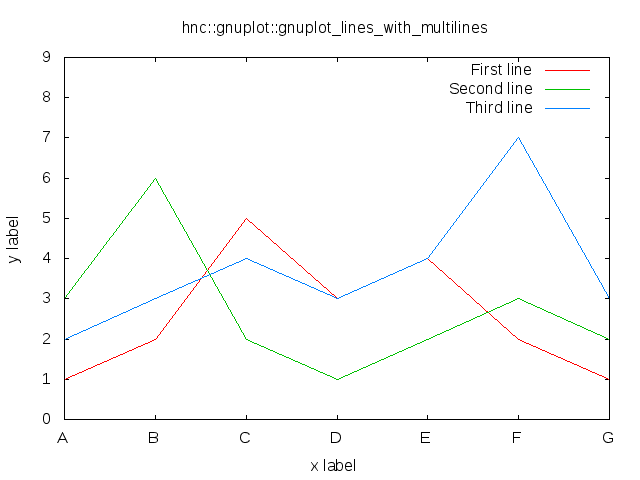 hnc::gnuplot::gnuplot_lines_with_multilines
9
8
7
6
5
4
3
2
1
0
y label
First line
Second line
Third line
A B C D E F G
x label